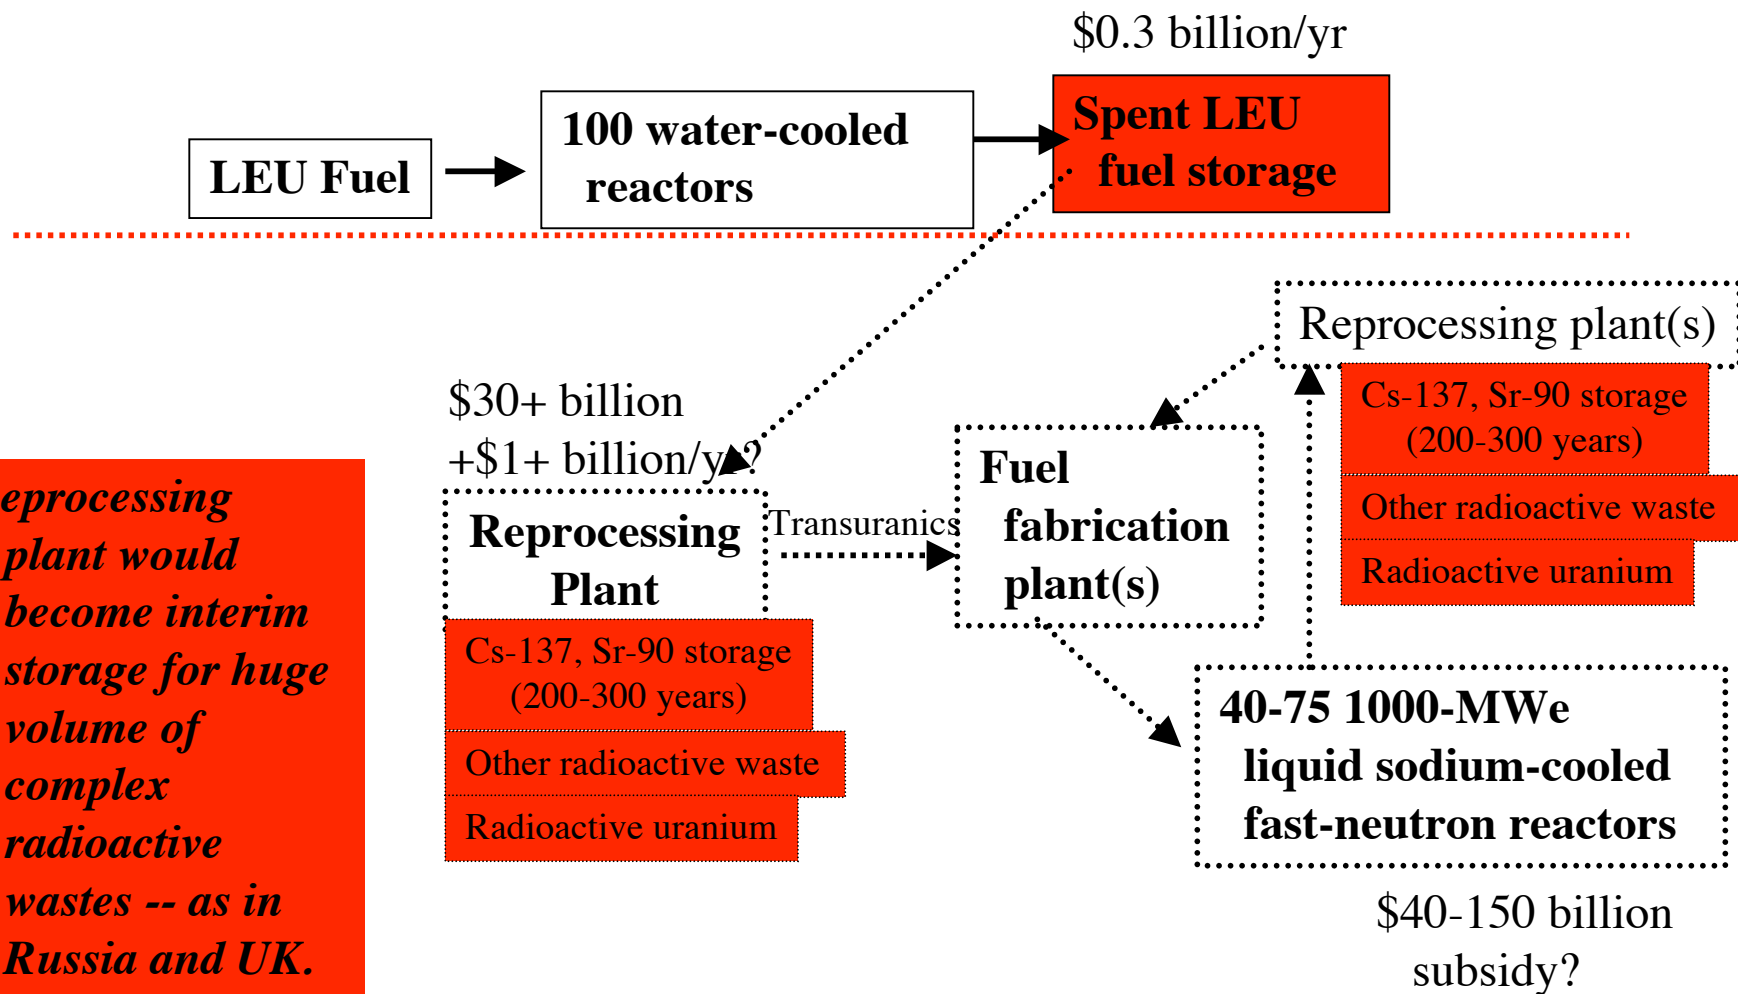 $0.3 billion/yr
LEU Fuel
100 water-cooled
reactors
Spent LEU
fuel storage
$30+ billion
+$1+ billion/yr?
Reprocessing
Plant
Cs-137, Sr-90 storage
(200-300 years)
Other radioactive waste
Radioactive uranium
Transuranics
Fuel
fabrication
plant(s)
Reprocessing plant(s)
Cs-137, Sr-90 storage
(200-300 years)
Other radioactive waste
Radioactive uranium
40-75 1000-MWe
liquid sodium-cooled
fast-neutron reactors
$40-150 billion
subsidy?
eprocessing
plant would
become interim
storage for huge
volume of
complex
radioactive
wastes -- as in
Russia and UK.